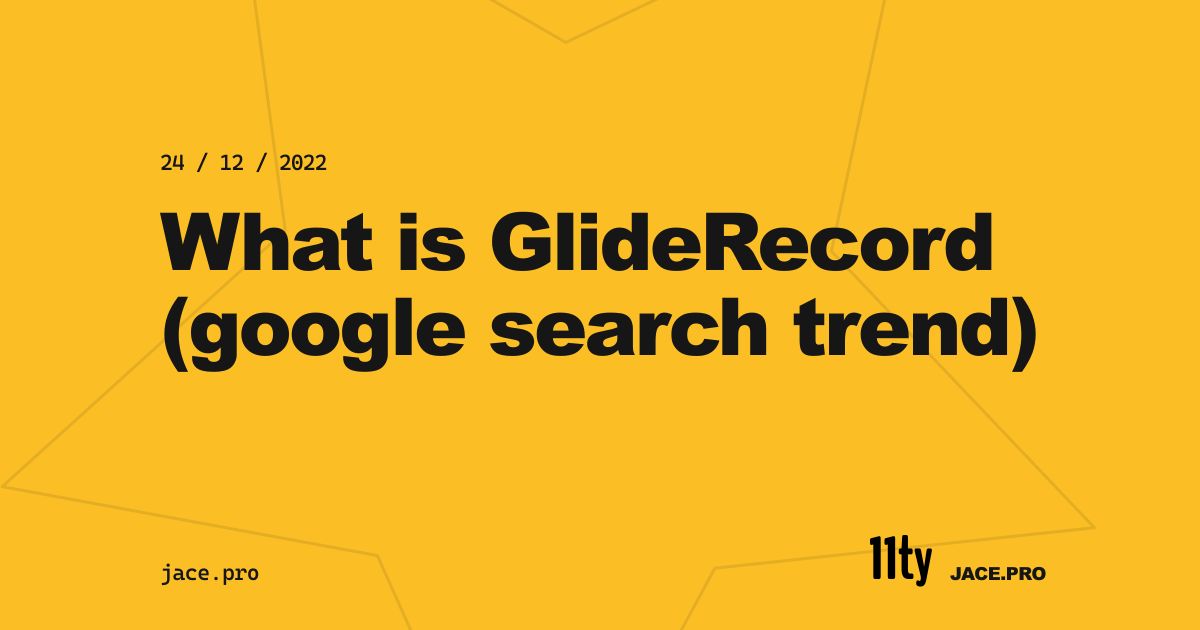 24 / 12 / 2022
What is GlideRecord
(google search trend)
jace.pro
11ty JACE.PRO